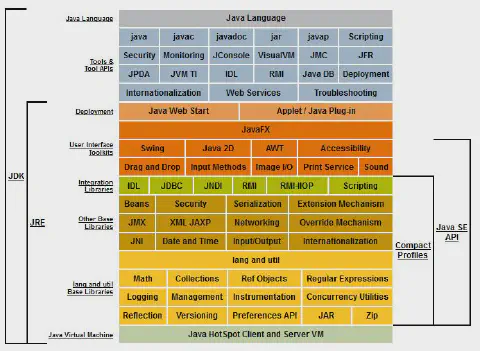 Java Language Java Language
java javac javadoc jar javap Scripting
Security Monitoring JConsole VisualVM JMC JFR
Tools &
Tool APIs
JPDA JVM TI IDL RMI Java DB Deployment
Internationalization Web Services Troubleshooting
Deployment Java Web Start Applet / Java Plug-in
JavaFX
User Interface
Toolkits
Swing Java 2D AWT Accessibility
Drag and Drop Input Methods Image I/O Print Service Sound
Integration
Libraries
IDL JDBC JNDI RMI RMI-IIOP Scripting
Beans Security Serialization Extension Mechanism
Other Base
Libraries
JMX XML JAXP Networking Override Mechanism
JNI Date and Time Input/Output Internationalization
lang and util
lang and util
Base Libraries
Math Collections Ref Objects Regular Expressions
Logging Management Instrumentation Concurrency Utilities
Reflection Versioning Preferences API JAR Zip
Java Virtual Machine Java HotSpot Client and Server VM
JDK
JRE
Compact
Profiles
Java SE
API